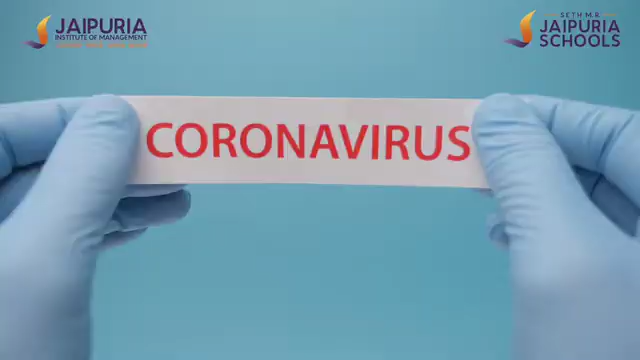 JAIPURIA
INSTITUTE OF MANAGEMENT
SETH M.R.
JAIPURIA
SCHOOLS
CORONAVIRUS